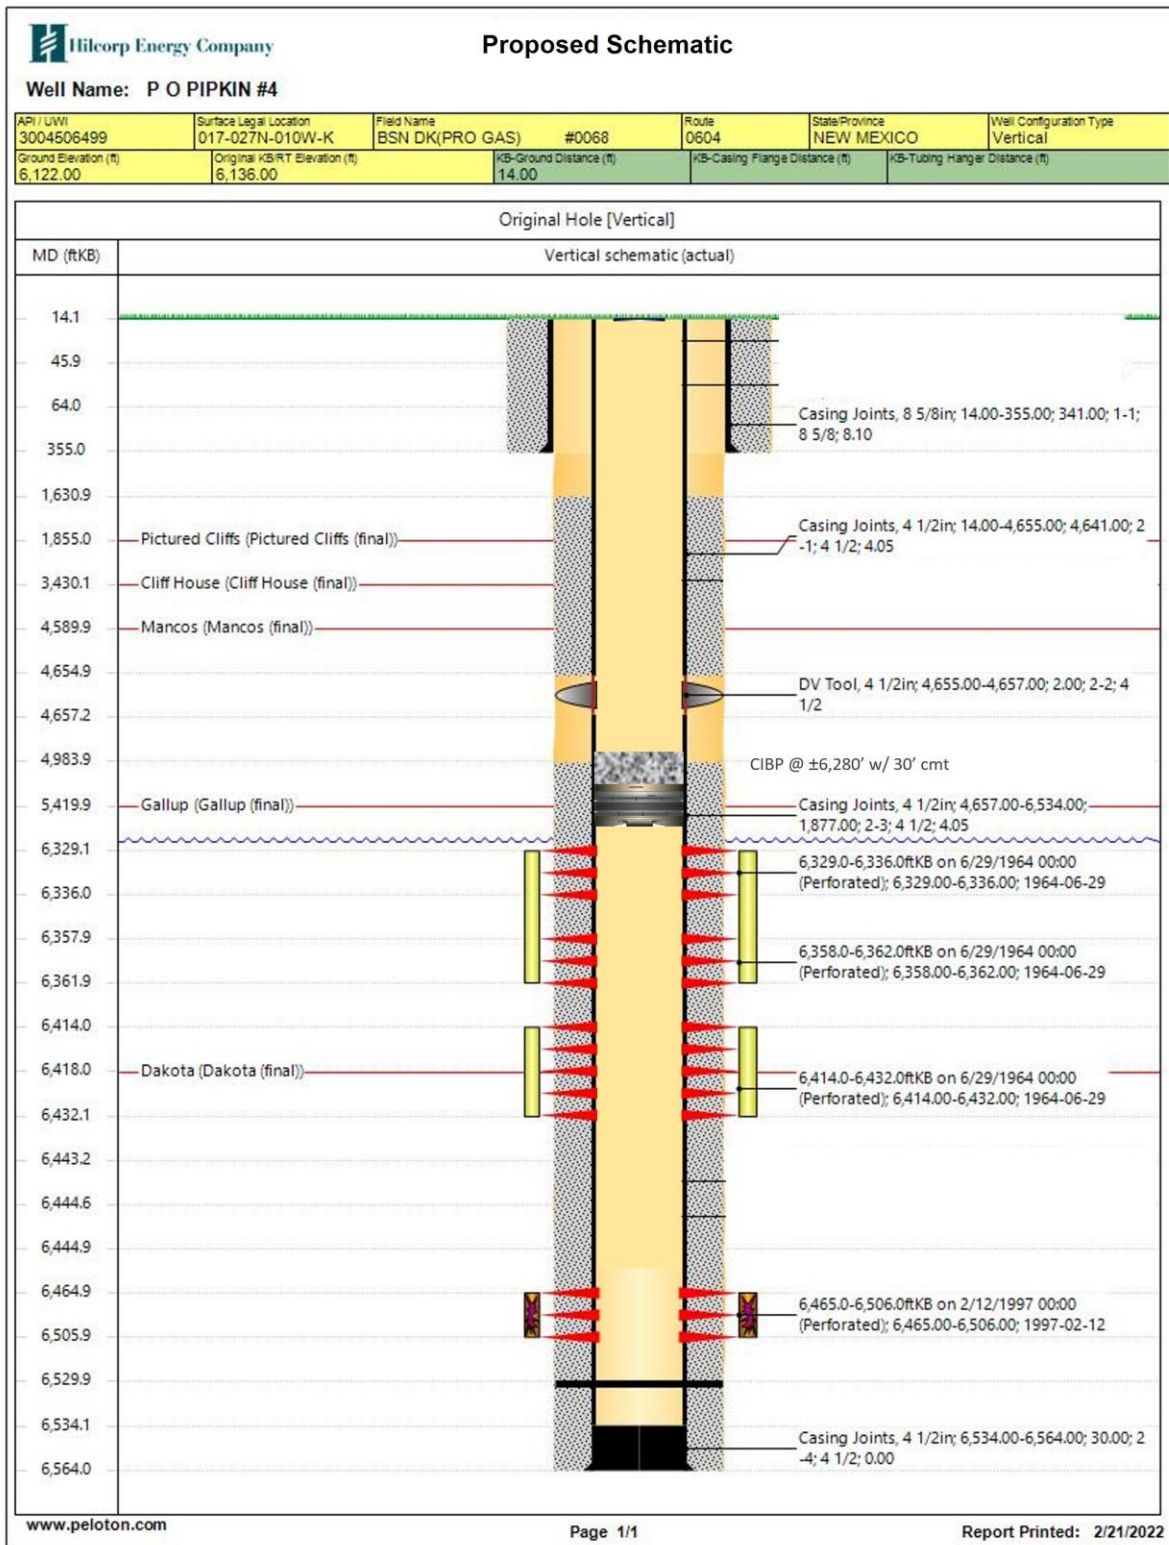 Hilcorp Energy Company
Proposed Schematic
Well Name: P O PIPKIN #4
API / UWI
3004506499
Surface Legal Location
017-027N-010W-K
Field Name
BSN DK(PRO GAS) #0068
Route
0604
State/Province
NEW MEXICO
Well Configuration Type
Vertical
Ground Elevation (ft)
6,122.00
Original KB/RT Elevation (ft)
6,136.00
KB-Ground Distance (ft)
14.00
KB-Casing Flange Distance (ft)
KB-Tubing Hanger Distance (ft)
Original Hole [Vertical]
MD (ftKB)
Vertical schematic (actual)
14.1
45.9
64.0
Casing Joints, 8 5/8in; 14.00-355.00; 341.00; 1-1;
8 5/8; 8.10
355.0
1,630.9
Casing Joints, 4 1/2in; 14.00-4,655.00; 4,641.00; 2
-1; 4 1/2; 4.05
1,855.0
Pictured Cliffs (Pictured Cliffs (final))
3,430.1
Cliff House (Cliff House (final))
4,589.9
Mancos (Mancos (final))
4,654.9
DV Tool, 4 1/2in; 4,655.00-4,657.00; 2.00; 2-2; 4
1/2
4,657.2
4,983.9
CIBP @ ±6,280’ w/ 30’ cmt
5,419.9
Gallup (Gallup (final))
Casing Joints, 4 1/2in; 4,657.00-6,534.00;
1,877.00; 2-3; 4 1/2; 4.05
6,329.1
6,329.0-6,336.0ftKB on 6/29/1964 00:00
(Perforated); 6,329.00-6,336.00; 1964-06-29
6,336.0
6,357.9
6,358.0-6,362.0ftKB on 6/29/1964 00:00
(Perforated); 6,358.00-6,362.00; 1964-06-29
6,361.9
6,414.0
6,418.0
Dakota (Dakota (final))
6,414.0-6,432.0ftKB on 6/29/1964 00:00
(Perforated); 6,414.00-6,432.00; 1964-06-29
6,432.1
6,443.2
6,444.6
6,444.9
6,464.9
6,465.0-6,506.0ftKB on 2/12/1997 00:00
(Perforated); 6,465.00-6,506.00; 1997-02-12
6,505.9
6,529.9
6,534.1
Casing Joints, 4 1/2in; 6,534.00-6,564.00; 30.00; 2
-4; 4 1/2; 0.00
6,564.0
www.peloton.com
Page 1/1
Report Printed: 2/21/2022